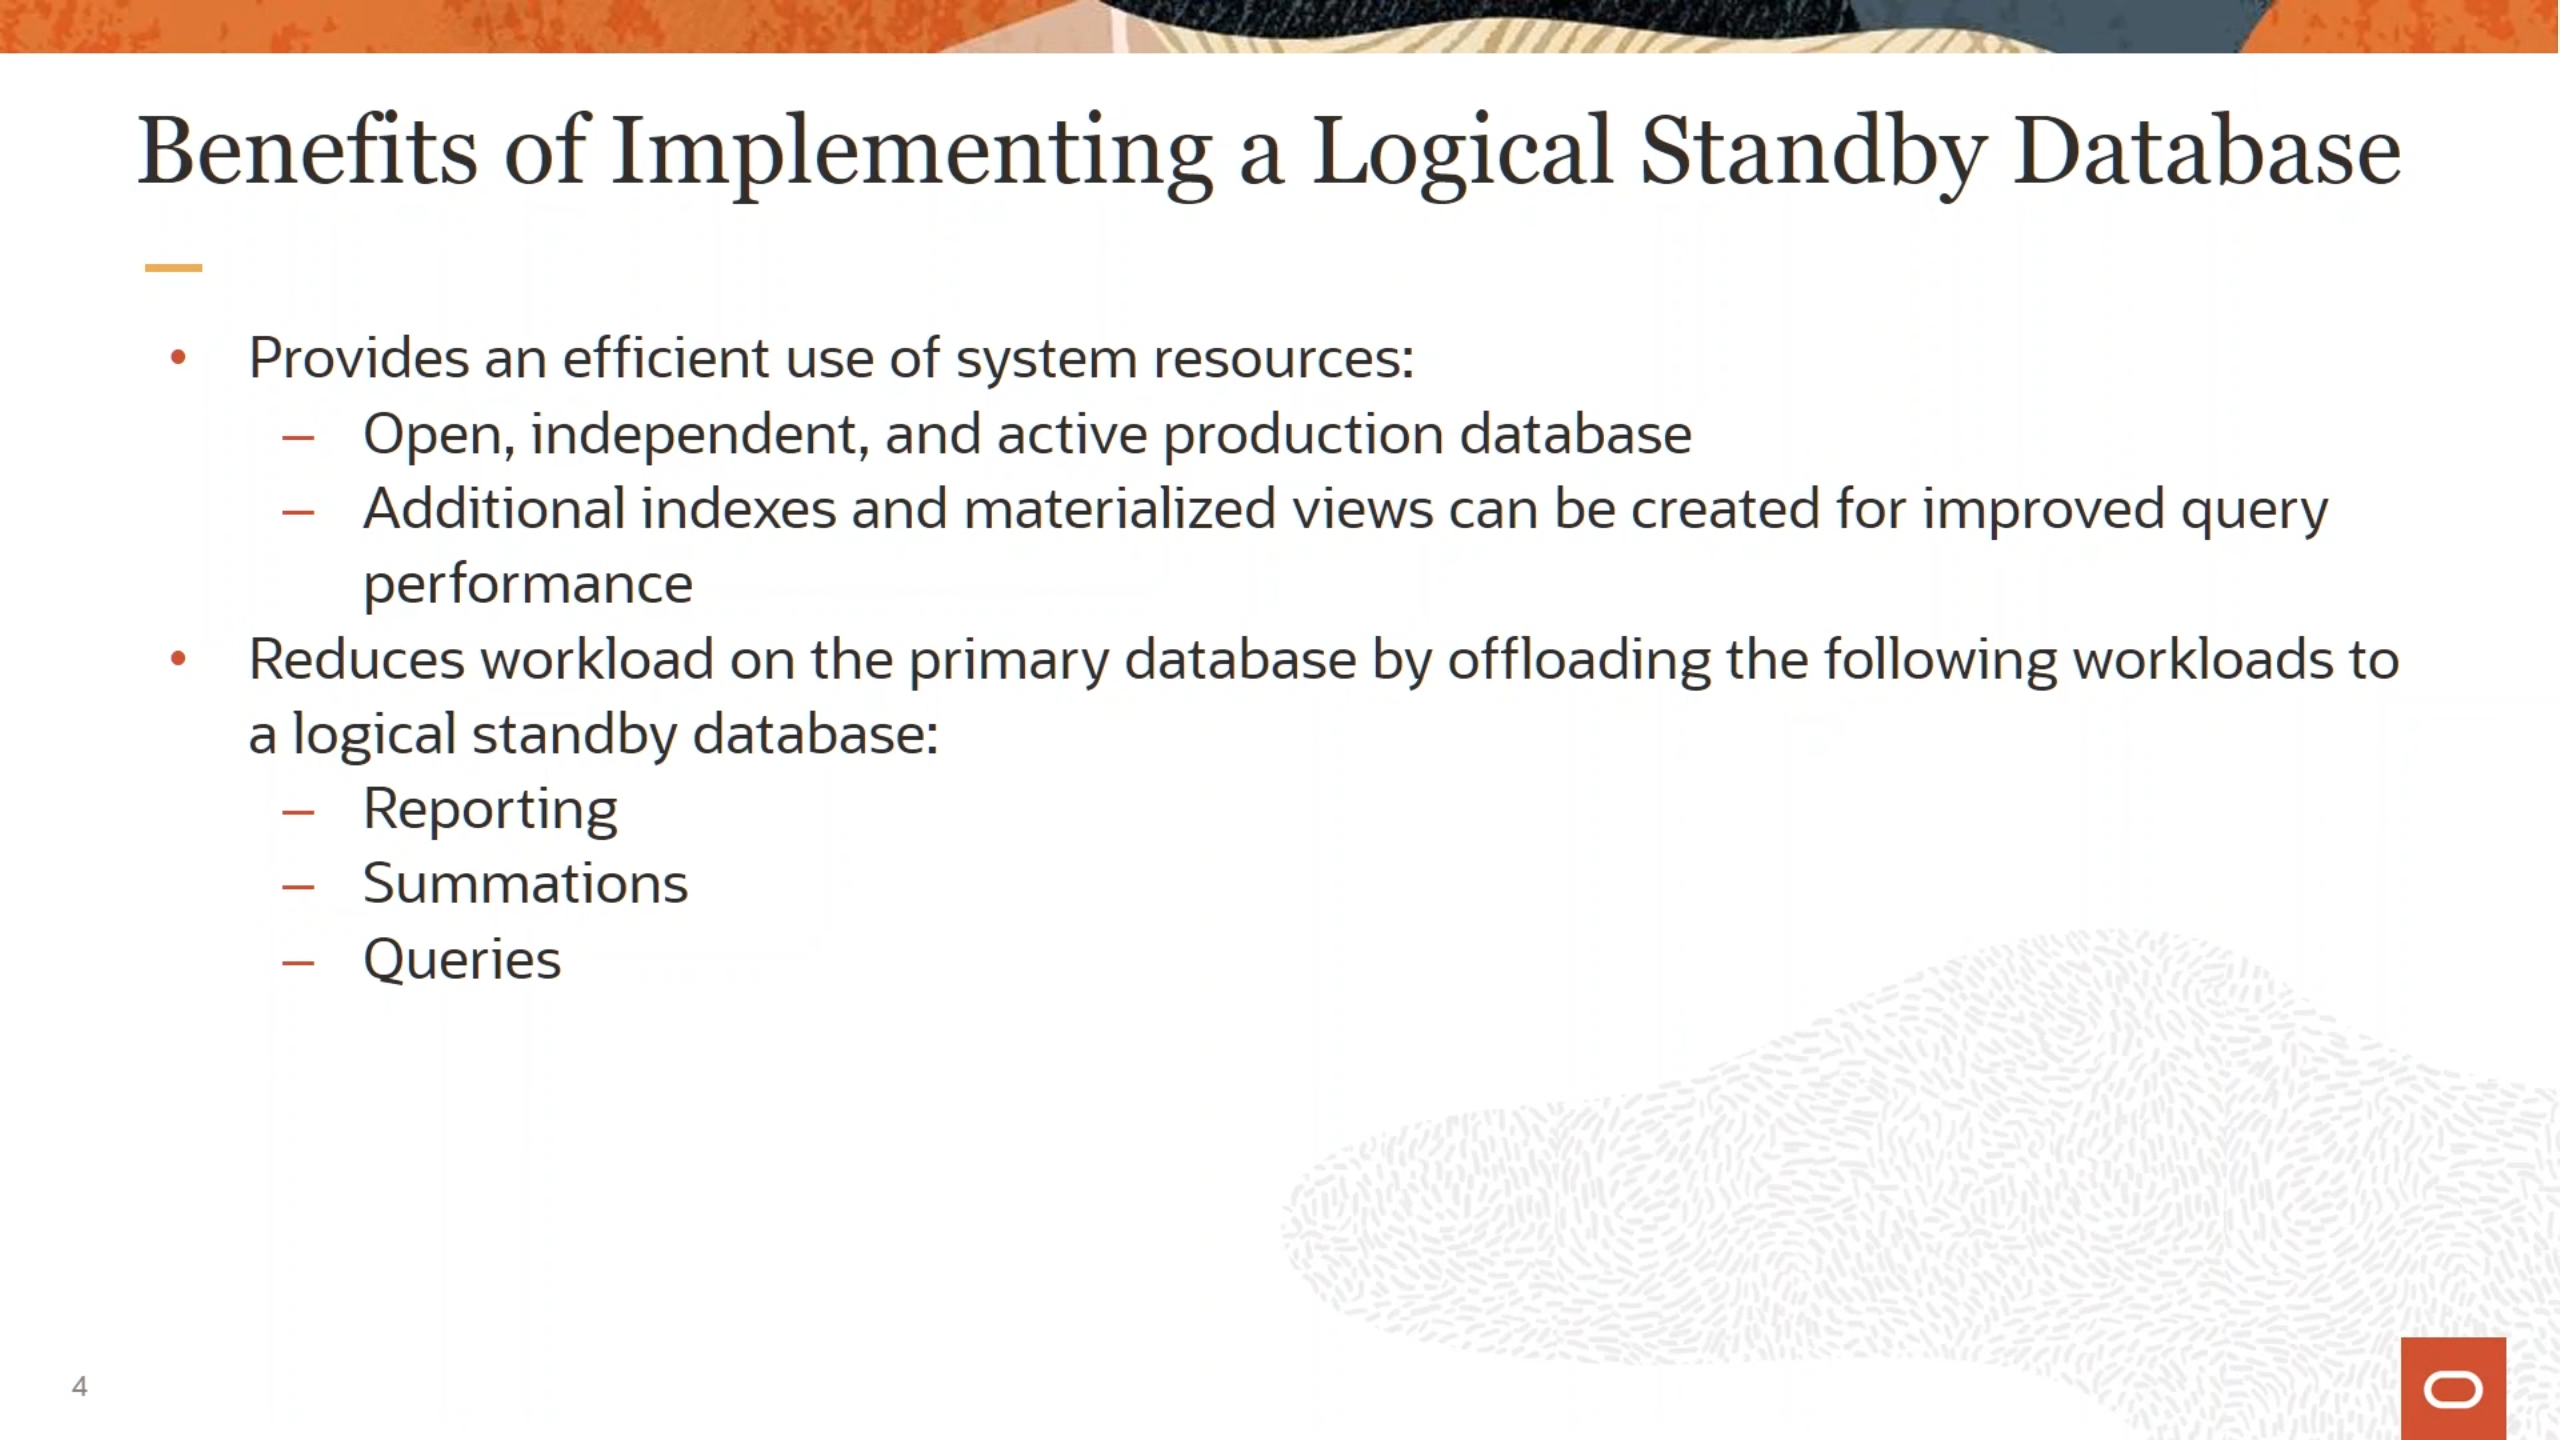 Benefits of Implementing a Logical Standby Database
• Provides an efficient use of system resources:
– Open, independent, and active production database
– Additional indexes and materialized views can be created for improved query
performance
• Reduces workload on the primary database by offloading the following workloads to
a logical standby database:
– Reporting
– Summations
– Queries
4